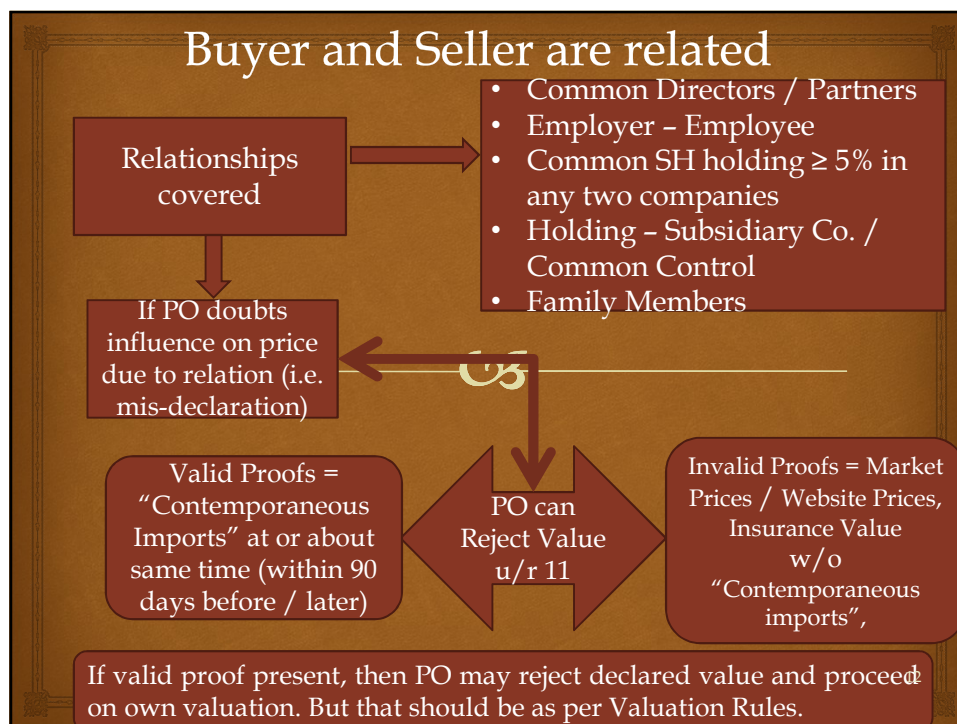 Buyer and Seller are related
Relationships
covered
• Common Directors / Partners
• Employer – Employee
• Common SH holding ≥ 5% in
any two companies
• Holding – Subsidiary Co. /
Common Control
• Family Members
If PO doubts
influence on price
due to relation (i.e.
mis-declaration)
Valid Proofs =
“Contemporaneous
Imports” at or about
same time (within 90
days before / later)
PO can
Reject Value
u/r 11
Invalid Proofs = Market
Prices / Website Prices,
Insurance Value
w/o
“Contemporaneous
imports”,
If valid proof present, then PO may reject declared value and proceed
on own valuation. But that should be as per Valuation Rules.
12